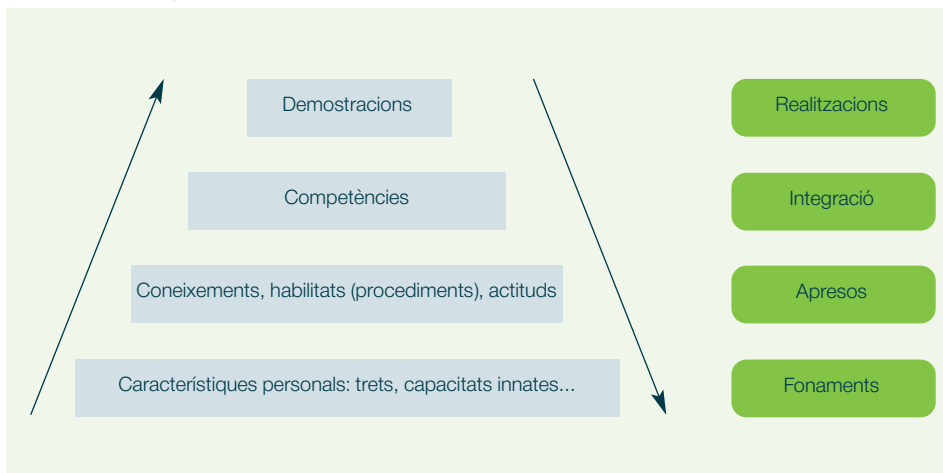 Demostracions
Realitzacions
Competències
Integració
Coneixements, habilitats (procediments), actituds
Apresos
Característiques personals: trets, capacitats innates...
Fonaments